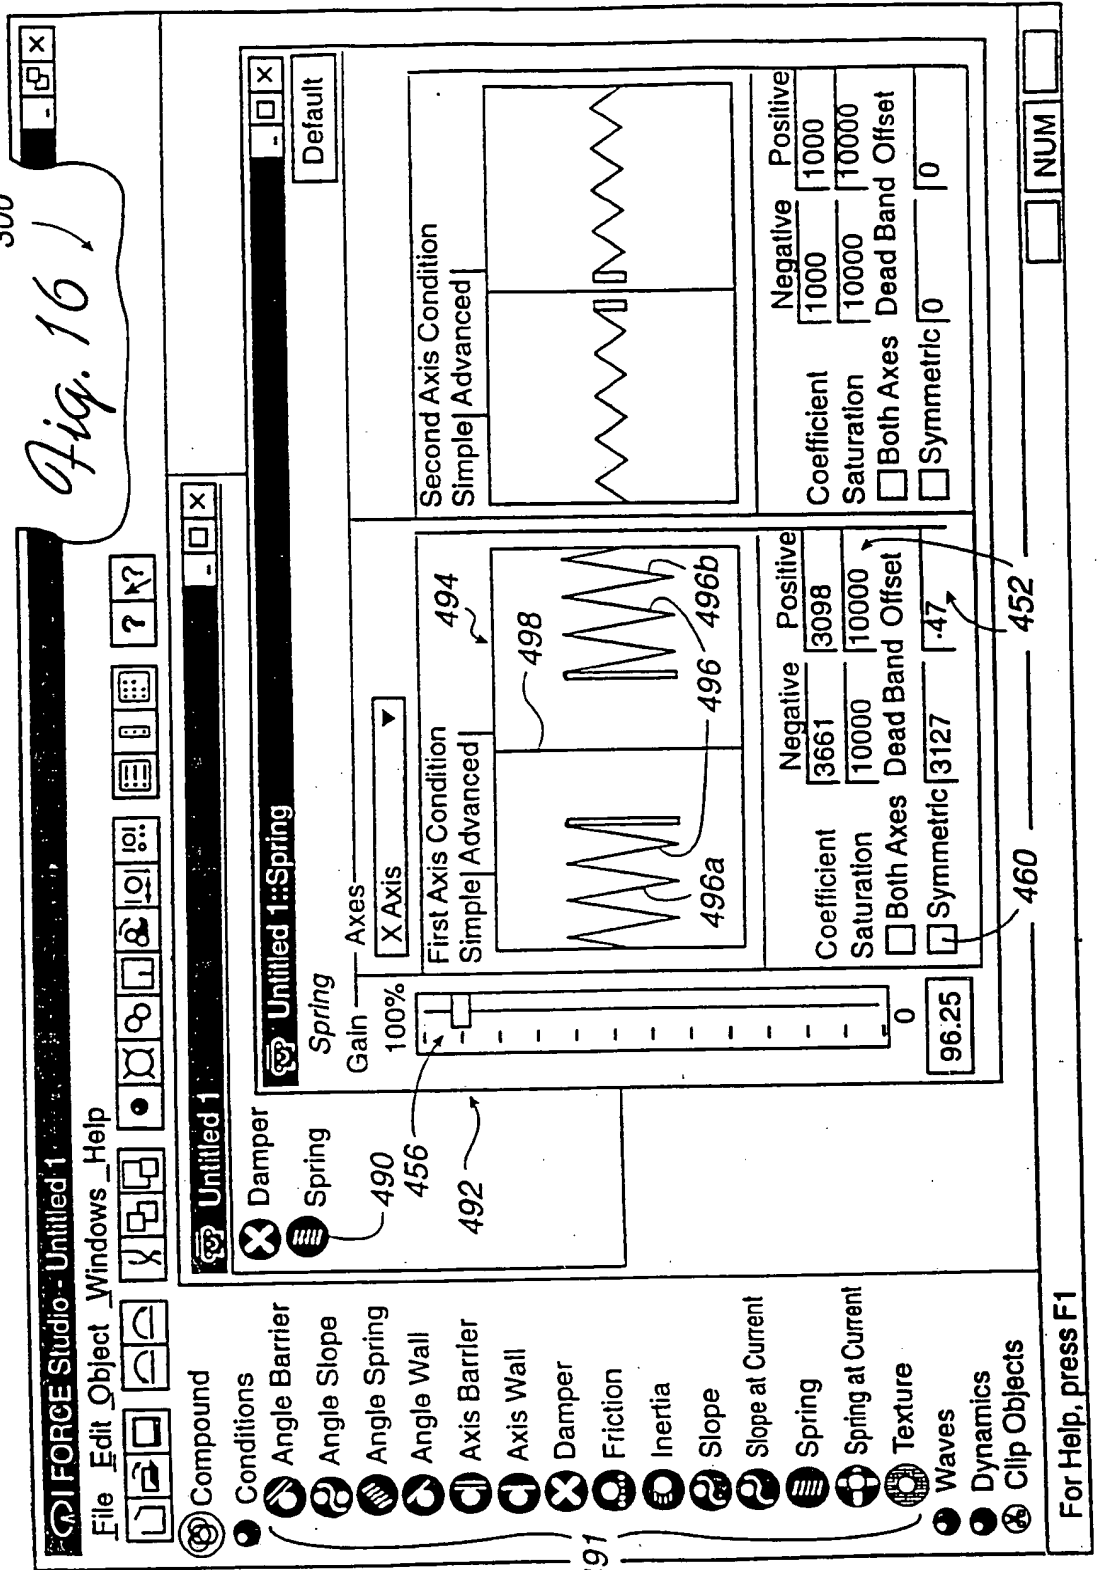 300
Fig. 16
I FORCE Studio - Untitled 1
File Edit Object Windows Help
Compound
Conditions
Angle Barrier
Angle Slope
Angle Spring
Angle Wall
Axis Barrier
Axis Wall
Damper
Friction
Inertia
Slope
Slope at Current
Spring
Spring at Current
Texture
Waves
Dynamics
Clip Objects
91
Untitled 1
Damper
Spring
490
456
492
Untitled 1::Spring
Default
Spring
Gain
100%
0
96.25
Axes
X Axis
First Axis Condition
Simple Advanced
494
498
496
496a
496b
Negative Positive
Coefficient 3661 3098
Saturation 10000 10000
Both Axes Dead Band Offset
Symmetric 3127 .47
460
452
Second Axis Condition
Simple Advanced
Negative Positive
Coefficient 1000 1000
Saturation 10000 10000
Both Axes Dead Band Offset
Symmetric 0 0
For Help, press F1
NUM